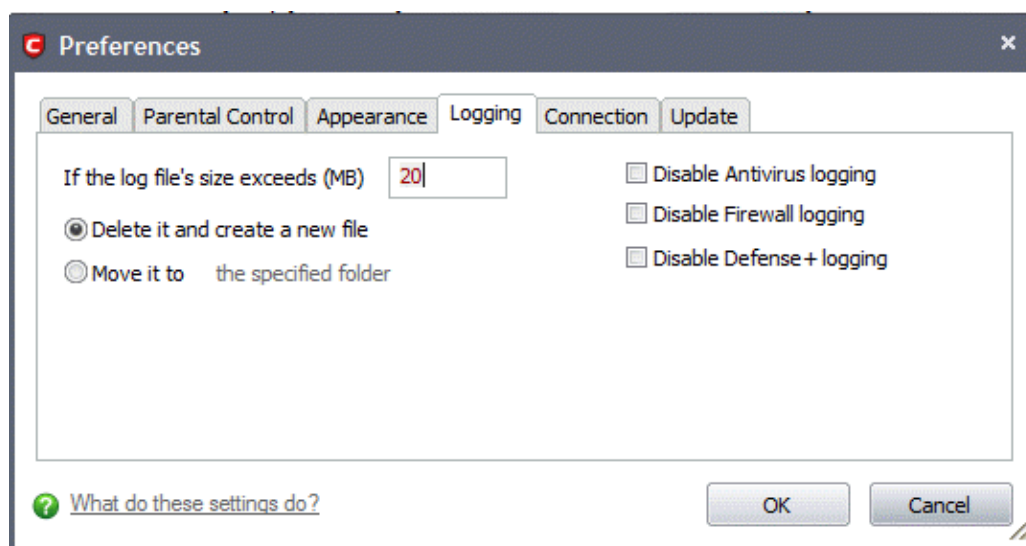 Preferences
General Parental Control Appearance Logging Connection Update
If the log file's size exceeds (MB) 20
Delete it and create a new file
Move it to the specified folder
Disable Antivirus logging
Disable Firewall logging
Disable Defense+ logging
What do these settings do?
OK Cancel